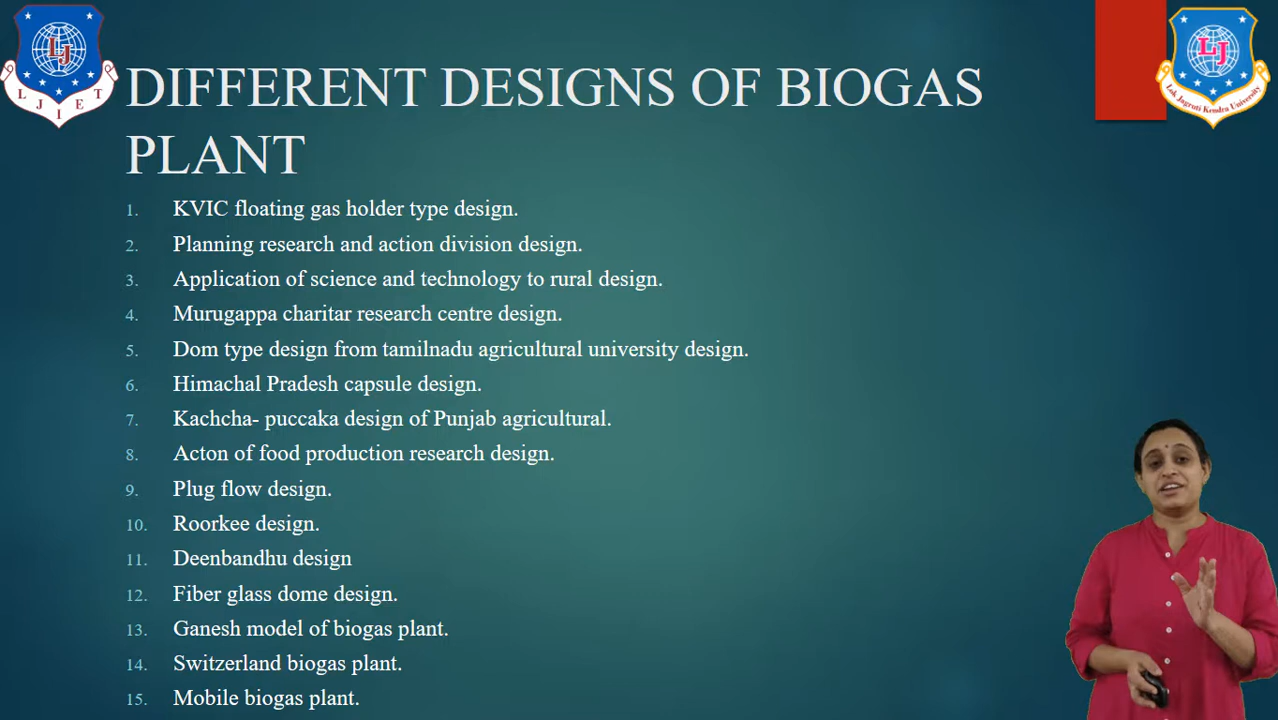 LJ
L J I E T
LJ
Lok Jagruti Kendra University
DIFFERENT DESIGNS OF BIOGAS
PLANT
1. KVIC floating gas holder type design.
2. Planning research and action division design.
3. Application of science and technology to rural design.
4. Murugappa charitar research centre design.
5. Dom type design from tamilnadu agricultural university design.
6. Himachal Pradesh capsule design.
7. Kachcha- puccaka design of Punjab agricultural.
8. Acton of food production research design.
9. Plug flow design.
10. Roorkee design.
11. Deenbandhu design
12. Fiber glass dome design.
13. Ganesh model of biogas plant.
14. Switzerland biogas plant.
15. Mobile biogas plant.